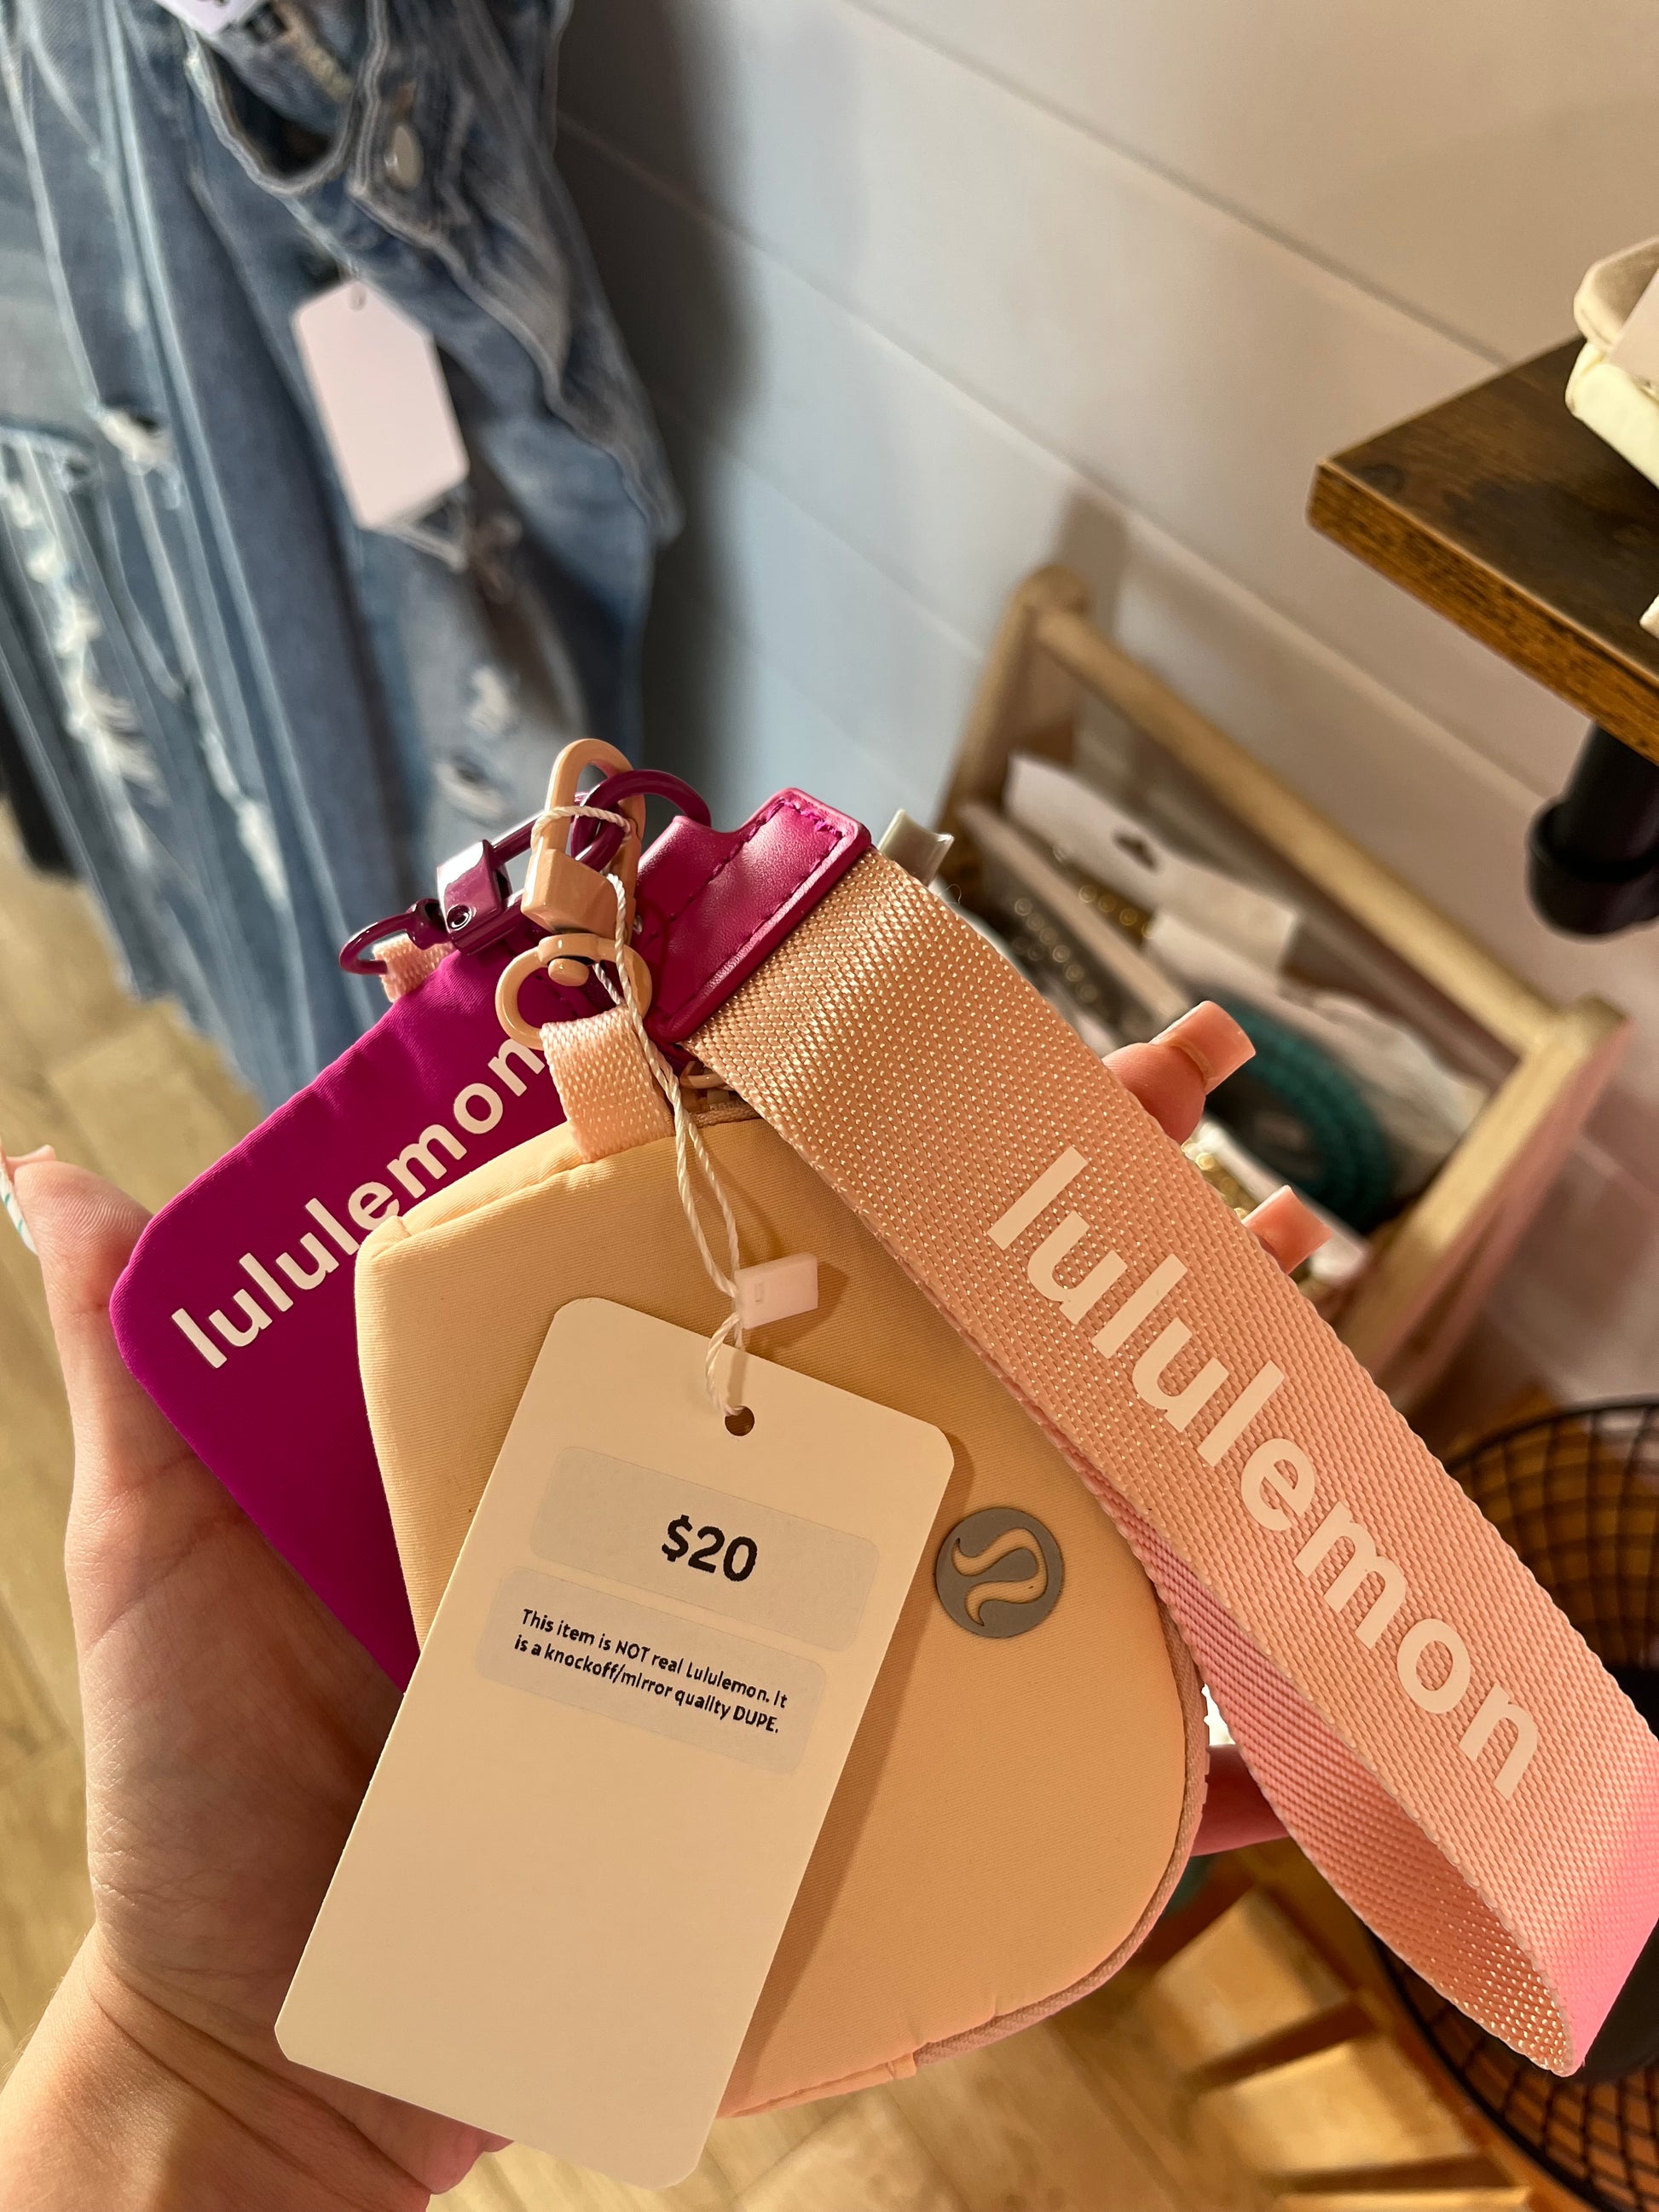 lululemon
lululemon
$20
This item is NOT real Lululemon. It
is a knockoff/mirror quality DUPE.